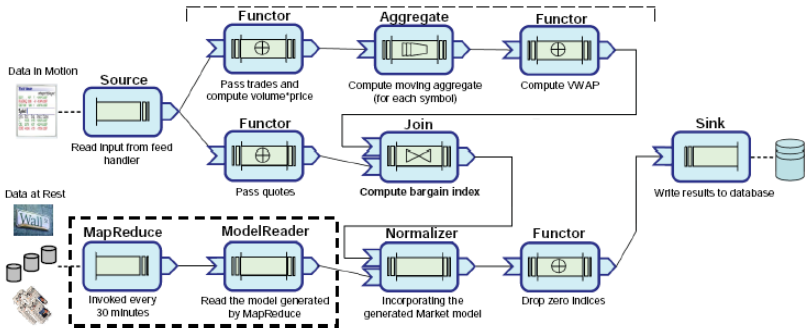 Functor
Aggregate
Functor
Data in Motion
Source
Pass trades and
compute volume*price
Compute moving aggregate
(for each symbol)
Compute VWAP
Read input from feed
handler
Functor
Join
Sink
Pass quotes
Compute bargain index
Write results to database
Data at Rest
Wall
MapReduce
ModelReader
Normalizer
Functor
Invoked every
30 minutes
Read the model generated
by MapReduce
Incorporating the
generated Market model
Drop zero indices